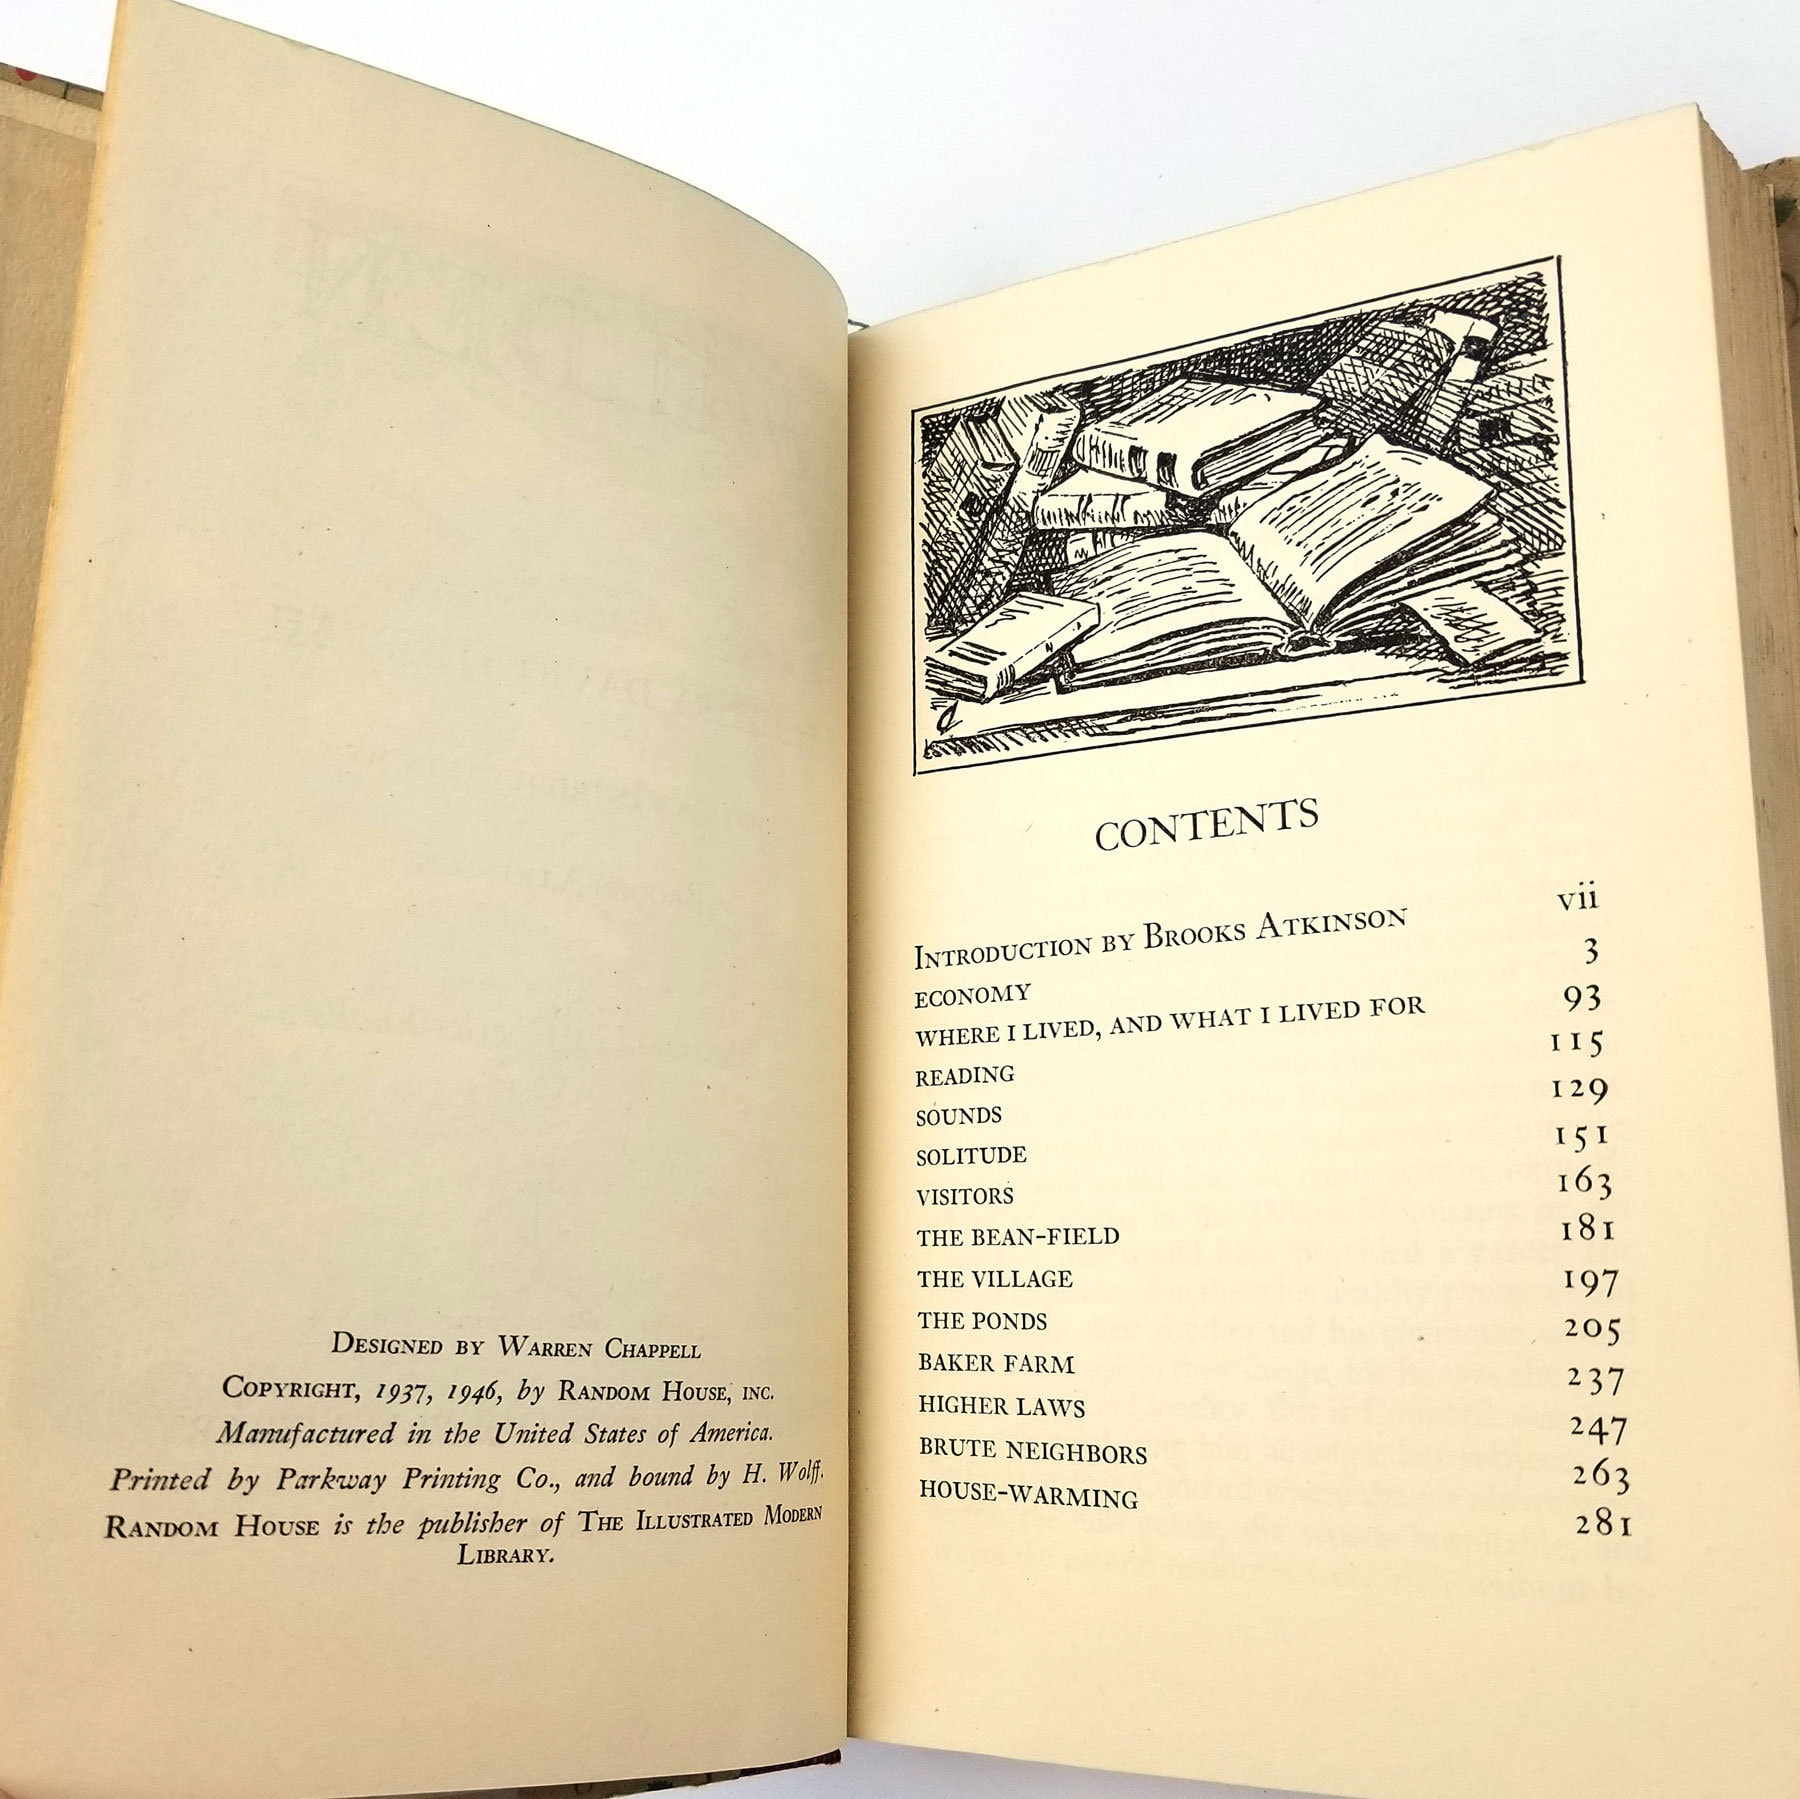 DESIGNED BY WARREN CHAPPELL
COPYRIGHT, 1937, 1946, by RANDOM HOUSE, INC.
Manufactured in the United States of America.
Printed by Parkway Printing Co., and bound by H. Wolff.
RANDOM HOUSE is the publisher of THE ILLUSTRATED MODERN
LIBRARY.
CONTENTS
INTRODUCTION BY BROOKS ATKINSON vii
ECONOMY 3
WHERE I LIVED, AND WHAT I LIVED FOR 93
READING 115
SOUNDS 129
SOLITUDE 151
VISITORS 163
THE BEAN-FIELD 181
THE VILLAGE 197
THE PONDS 205
BAKER FARM 237
HIGHER LAWS 247
BRUTE NEIGHBORS 263
HOUSE-WARMING 281